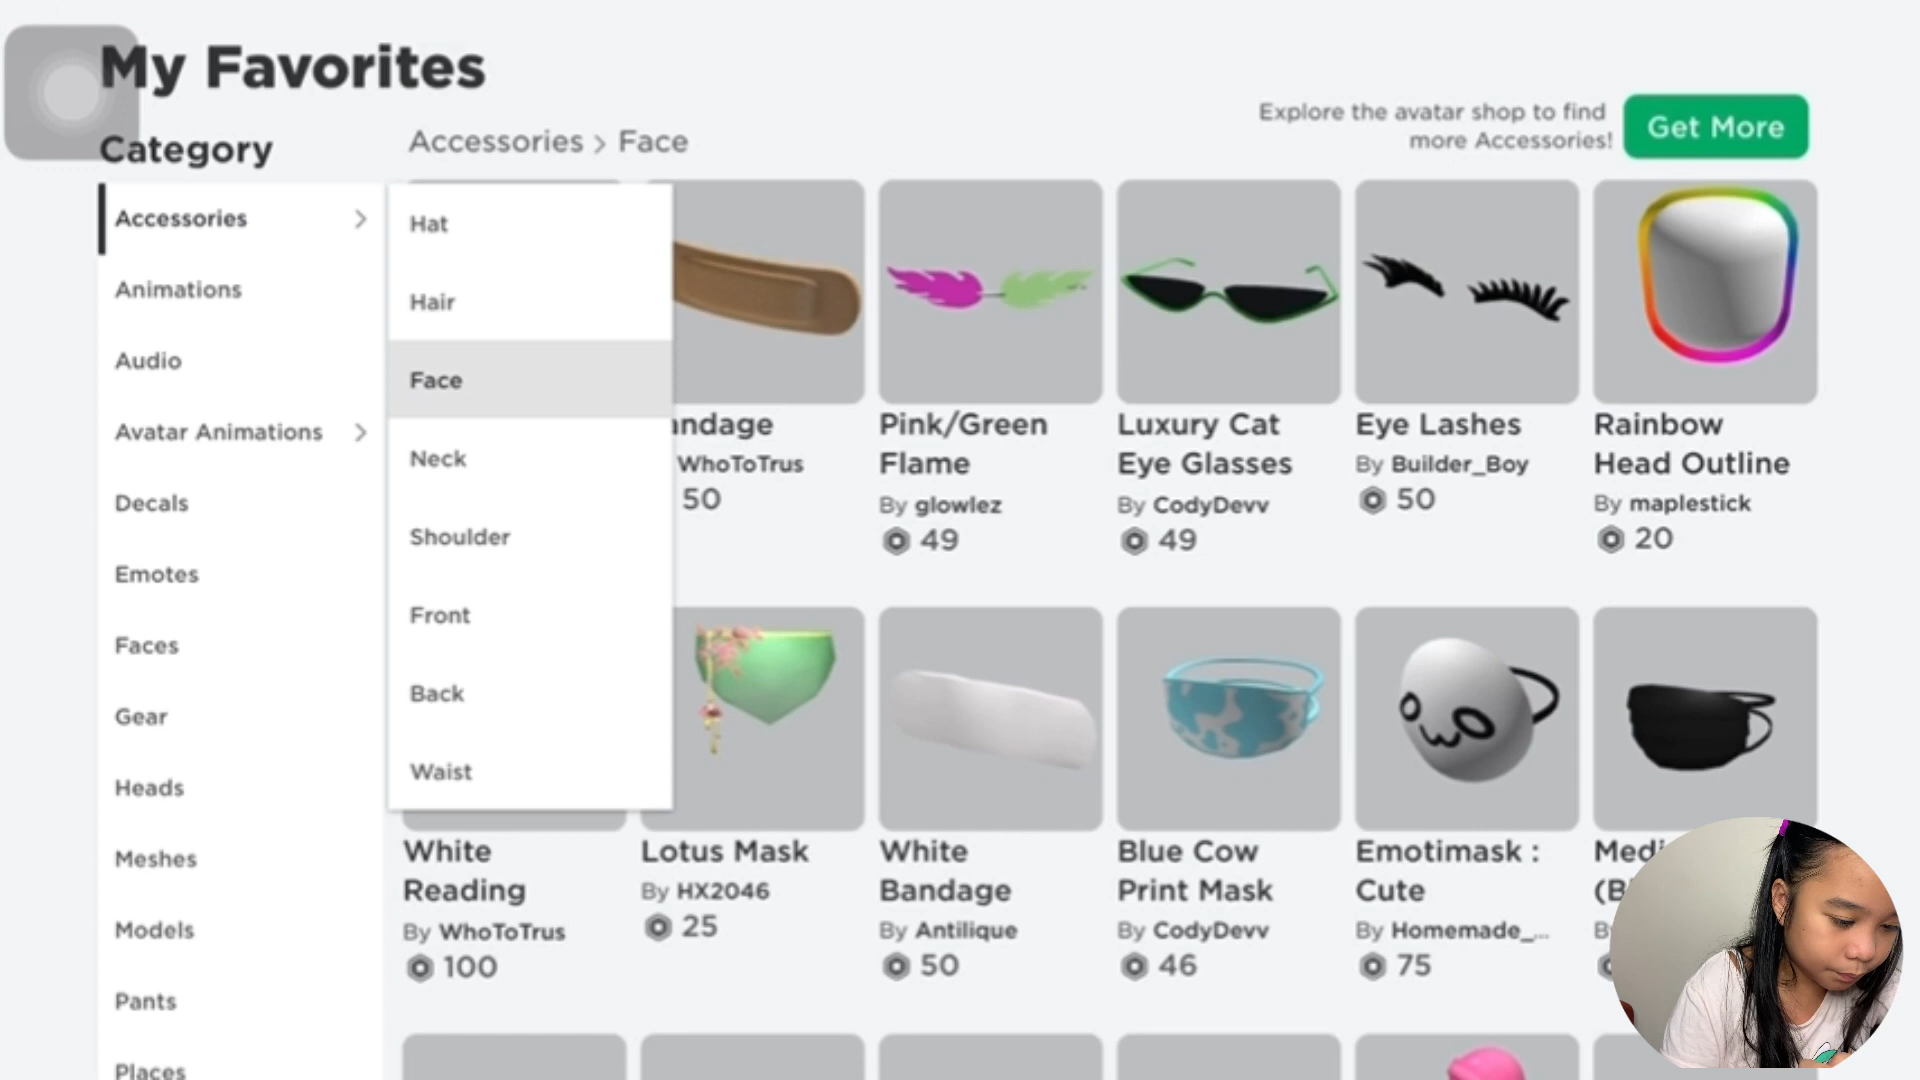 My Favorites
Explore the avatar shop to find
more Accessories!
Get More
Category
Accessories > Face
Accessories >
Animations
Audio
Avatar Animations >
Decals
Emotes
Faces
Gear
Heads
Meshes
Models
Pants
Places
Hat
Hair
Face
Neck
Shoulder
Front
Back
Waist
andage
WhoToTrus
50
Pink/Green
Flame
By glowlez
49
Luxury Cat
Eye Glasses
By CodyDevv
49
Eye Lashes
By Builder_Boy
50
Rainbow
Head Outline
By maplestick
20
White
Reading
By WhoToTrus
100
Lotus Mask
By HX2046
25
White
Bandage
By Antilique
50
Blue Cow
Print Mask
By CodyDevv
46
Emotimask :
Cute
By Homemade_...
75
Medi
(B